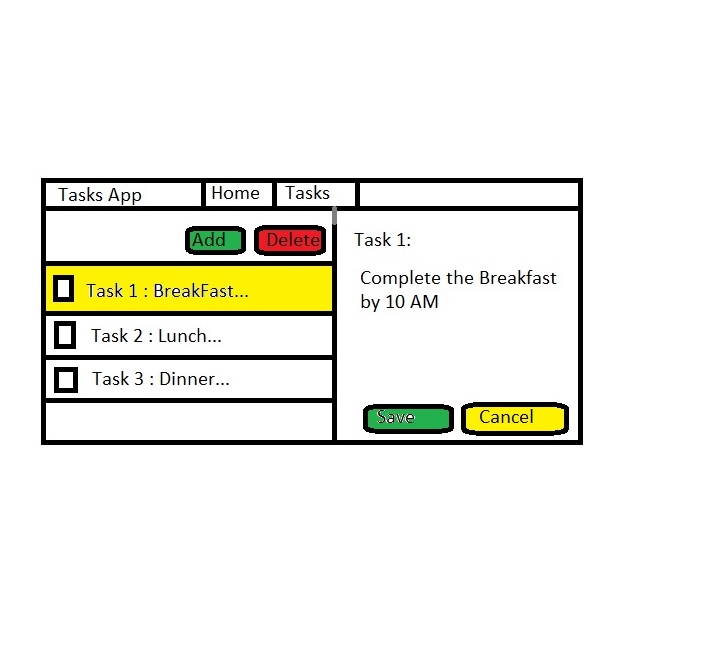 Tasks App
Home
Tasks
Add
Delete
Task 1 : BreakFast...
Task 2 : Lunch...
Task 3 : Dinner...
Task 1:
Complete the Breakfast
by 10 AM
Save
Cancel